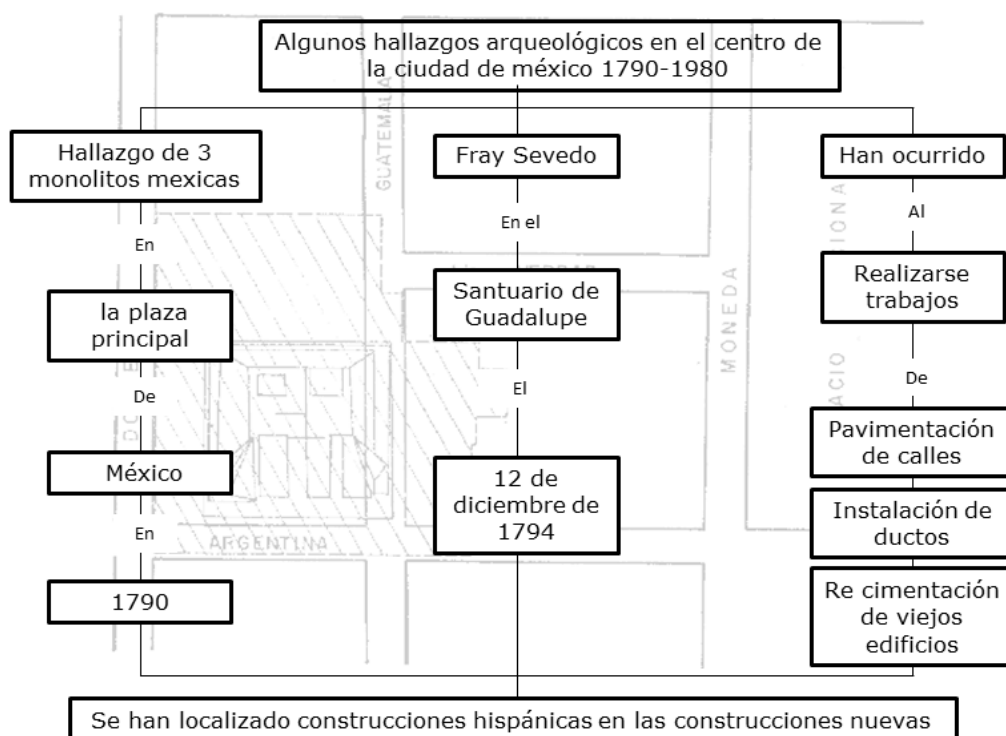 Algunos hallazgos arqueológicos en el centro de
la ciudad de méxico 1790-1980
Hallazgo de 3
monolitos mexicas
En
la plaza
principal
De
México
En
1790
Fray Sevedo
En el
Santuario de
Guadalupe
El
12 de
diciembre de
1794
Han ocurrido
Al
Realizarse
trabajos
De
Pavimentación
de calles
Instalación de
ductos
Re cimentación
de viejos
edificios
Se han localizado construcciones hispánicas en las construcciones nuevas
GUATEMALA
MONEDA
ARGENTINA